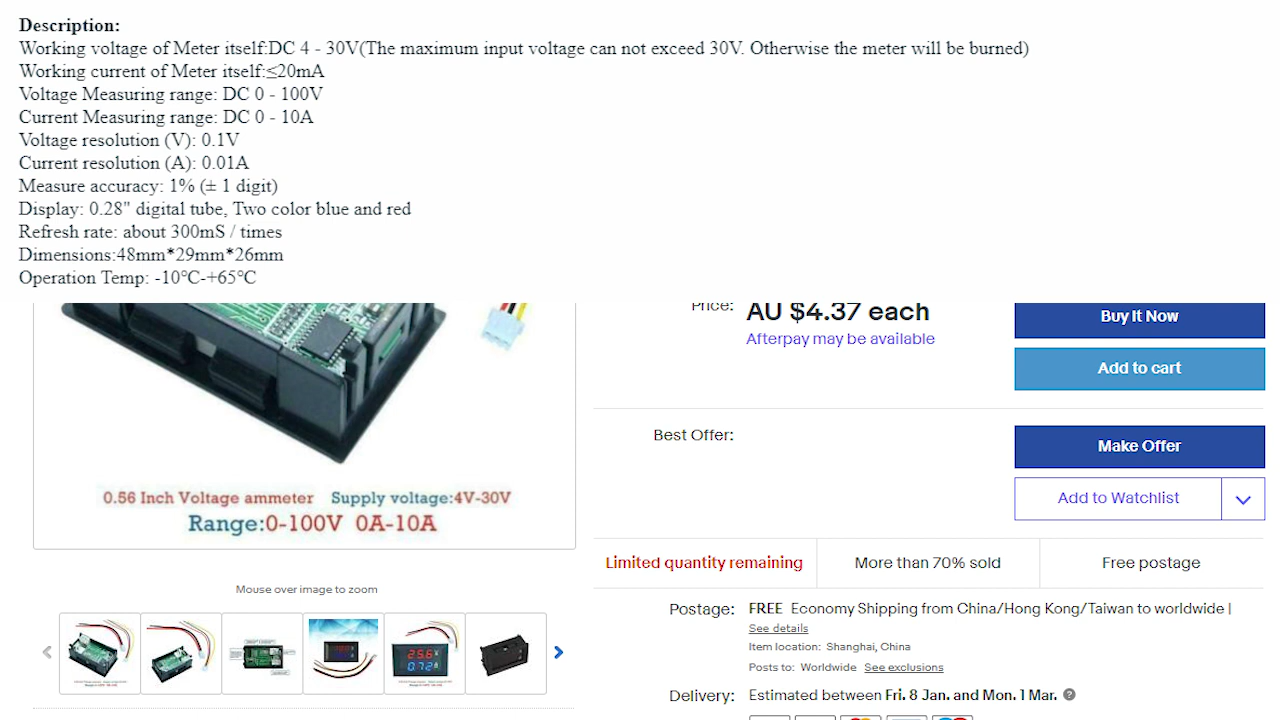 Description:
Working voltage of Meter itself:DC 4 - 30V(The maximum input voltage can not exceed 30V. Otherwise the meter will be burned)
Working current of Meter itself:≤20mA
Voltage Measuring range: DC 0 - 100V
Current Measuring range: DC 0 - 10A
Voltage resolution (V): 0.1V
Current resolution (A): 0.01A
Measure accuracy: 1% (± 1 digit)
Display: 0.28" digital tube, Two color blue and red
Refresh rate: about 300mS / times
Dimensions:48mm*29mm*26mm
Operation Temp: -10°C-+65°C
0.56 Inch Voltage ammeter Supply voltage:4V-30V
Range:0-100V 0A-10A
Mouse over image to zoom
25.6
0.72
Price: AU $4.37 each
Afterpay may be available
Buy It Now
Add to cart
Best Offer:
Make Offer
Add to Watchlist
Limited quantity remaining
More than 70% sold
Free postage
Postage: FREE Economy Shipping from China/Hong Kong/Taiwan to worldwide |
See details
Item location: Shanghai, China
Posts to: Worldwide See exclusions
Delivery: Estimated between Fri. 8 Jan. and Mon. 1 Mar.